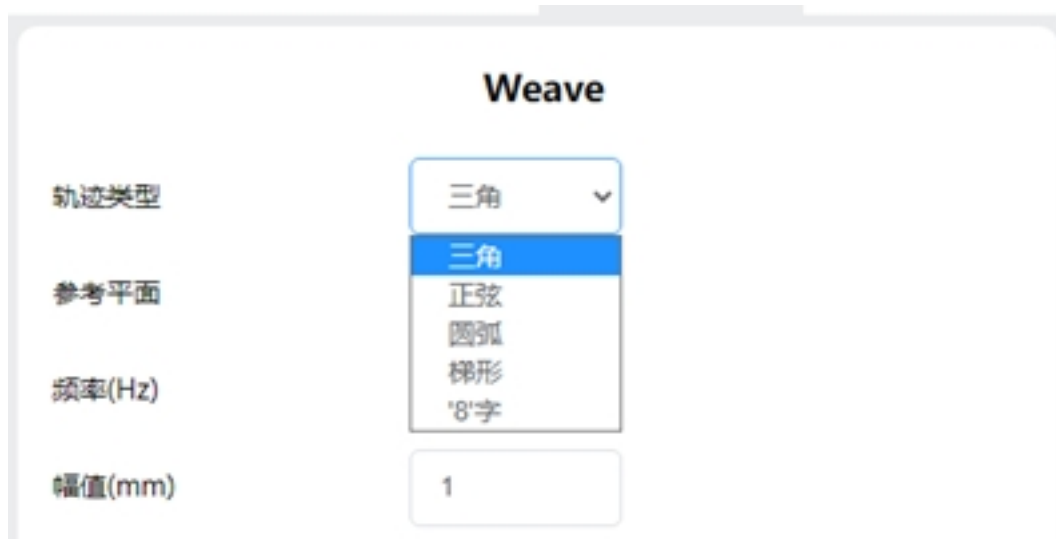 Weave
轨迹类型
三角
三角
正弦
参考平面
圆弧
梯形
频率(Hz)
'8'字
幅值(mm)
1